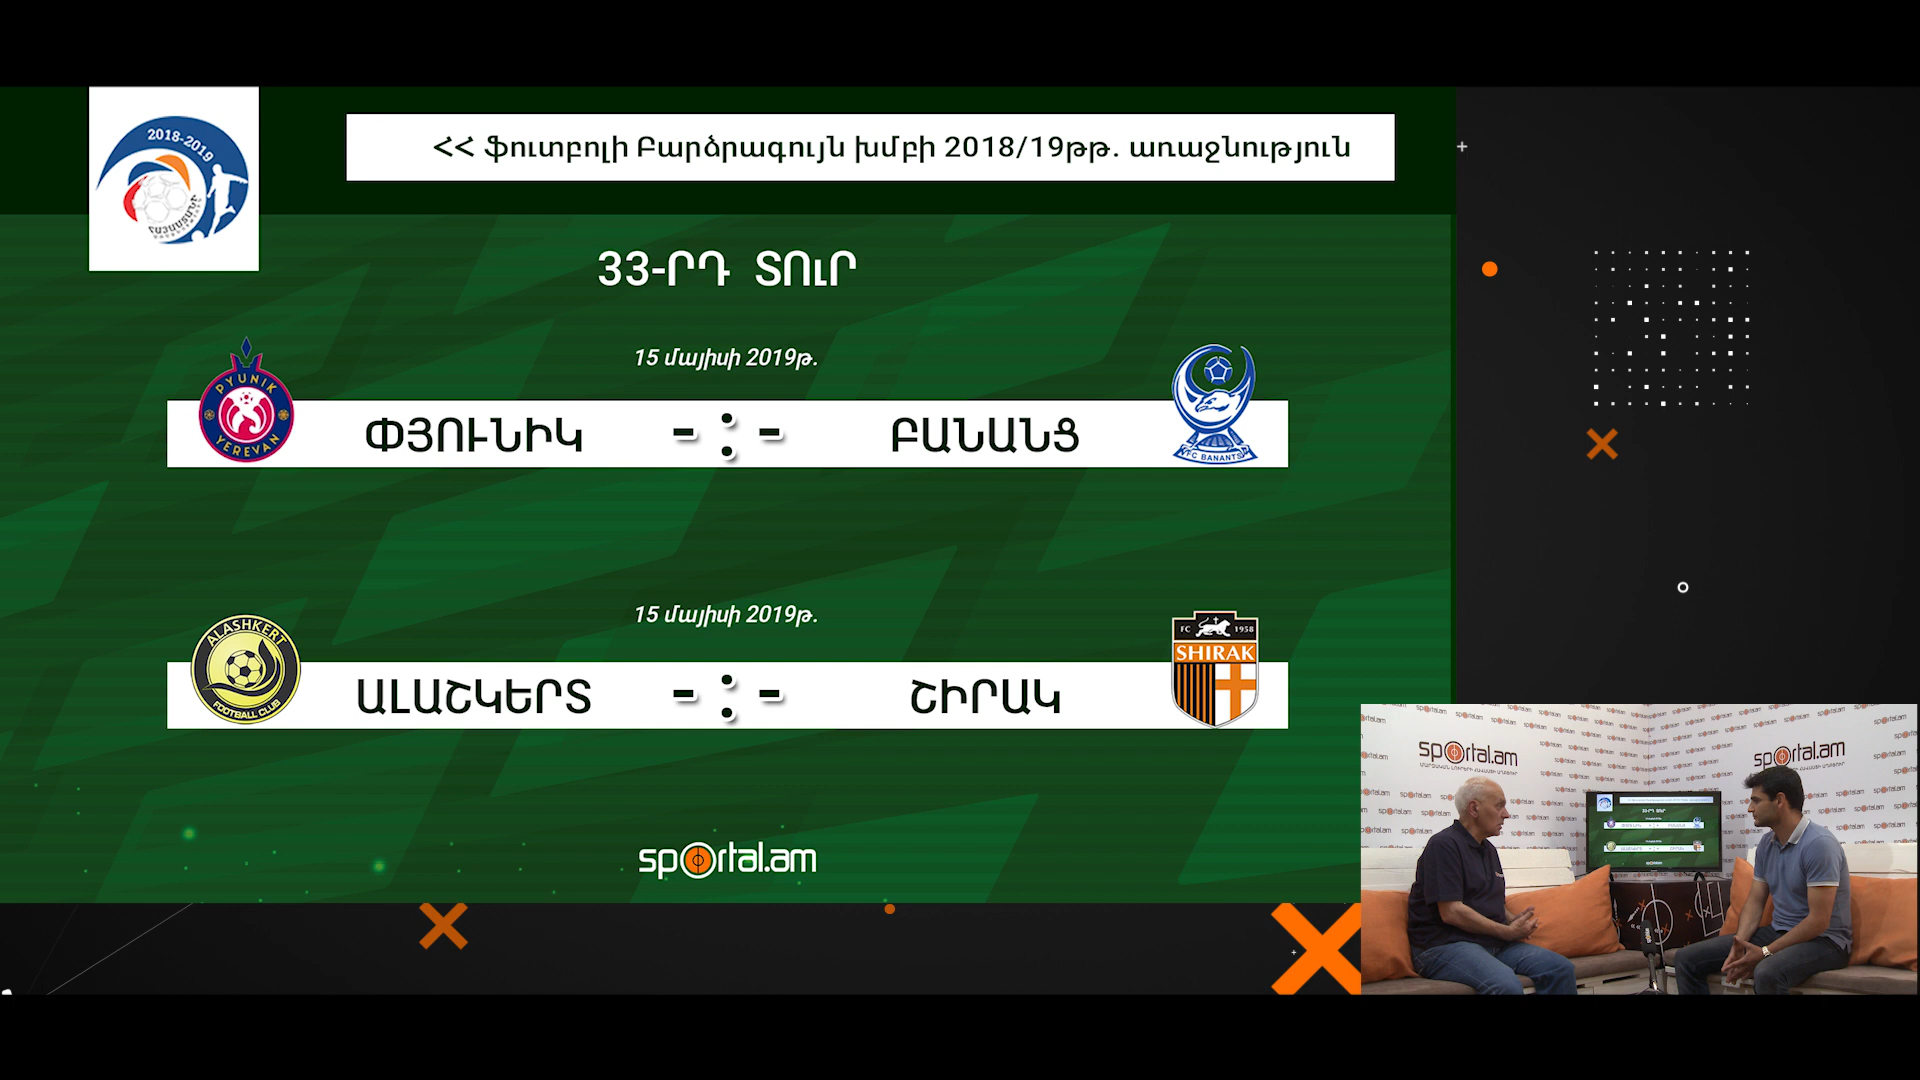 2018-2019
ՀՀ ֆուտբոլի Բարձրագույն խմբի 2018/19թթ. առաջնություն
33-ՐԴ ՏՈւՐ
15 մայիսի 2019թ.
PYUNIK
YEREVAN
ՓՅՈՒՆԻԿ - : - ԲԱՆԱՆՑ
FC BANANTS
15 մայիսի 2019թ.
ALASHKERT
FOOTBALL CLUB
ԱԼԱՇԿԵՐՏ - : - ՇԻՐԱԿ
FC 1958
SHIRAK
sportal.am
sportal.am
sportal.am